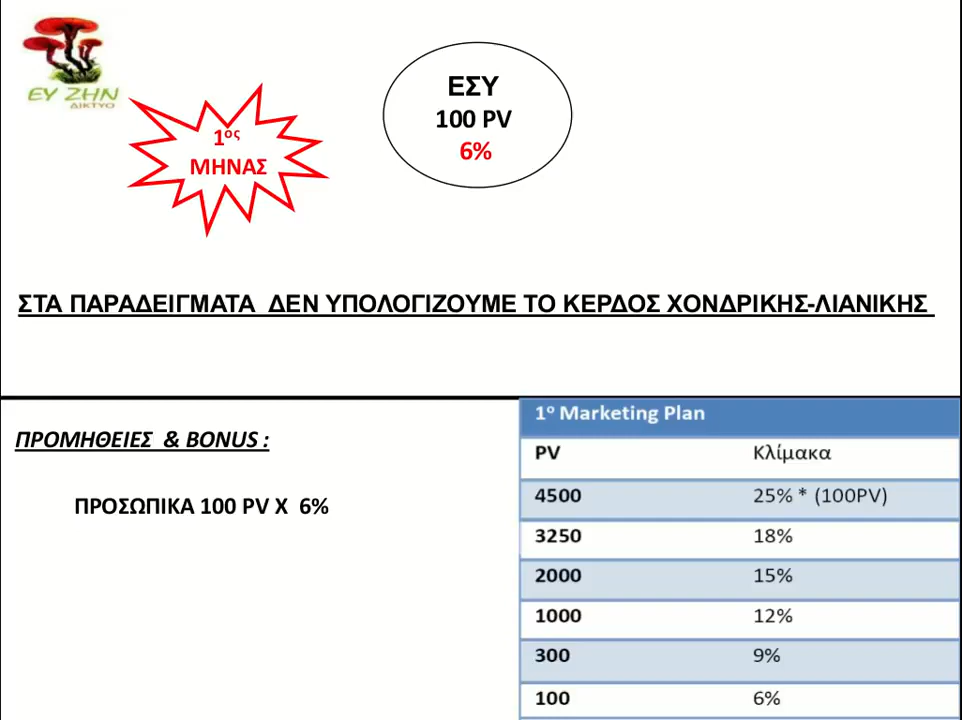 ΕΥ ΖΗΝ
ΔΙΚΤΥΟ
1ος
ΜΗΝΑΣ
ΕΣΥ
100 PV
6%
ΣΤΑ ΠΑΡΑΔΕΙΓΜΑΤΑ ΔΕΝ ΥΠΟΛΟΓΙΖΟΥΜΕ ΤΟ ΚΕΡΔΟΣ ΧΟΝΔΡΙΚΗΣ-ΛΙΑΝΙΚΗΣ
ΠΡΟΜΗΘΕΙΕΣ & BONUS :
ΠΡΟΣΩΠΙΚΑ 100 PV X 6%
1ο Marketing Plan
PV Κλίμακα
4500 25% * (100PV)
3250 18%
2000 15%
1000 12%
300 9%
100 6%